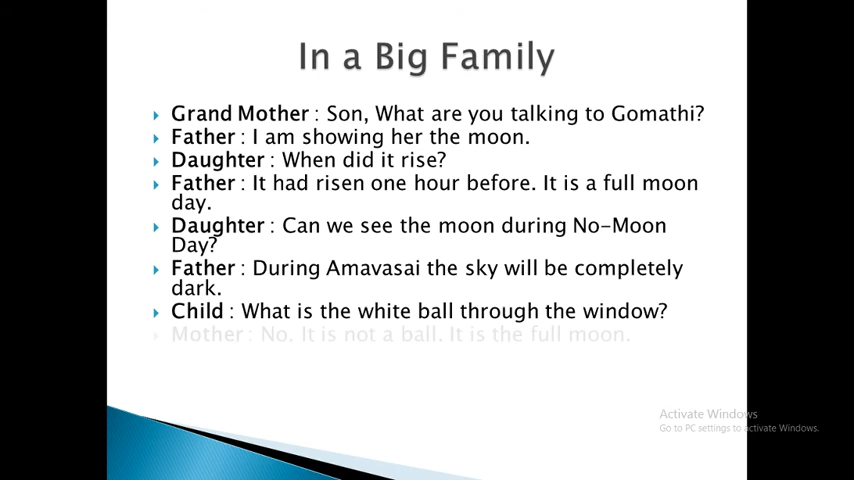 In a Big Family
Grand Mother : Son, What are you talking to Gomathi?
Father : I am showing her the moon.
Daughter : When did it rise?
Father : It had risen one hour before. It is a full moon
day.
Daughter : Can we see the moon during No-Moon
Day?
Father : During Amavasai the sky will be completely
dark.
Child : What is the white ball through the window?
Mother : No. It is not a ball. It is the full moon.
Activate Windows
Go to PC settings to activate Windows.